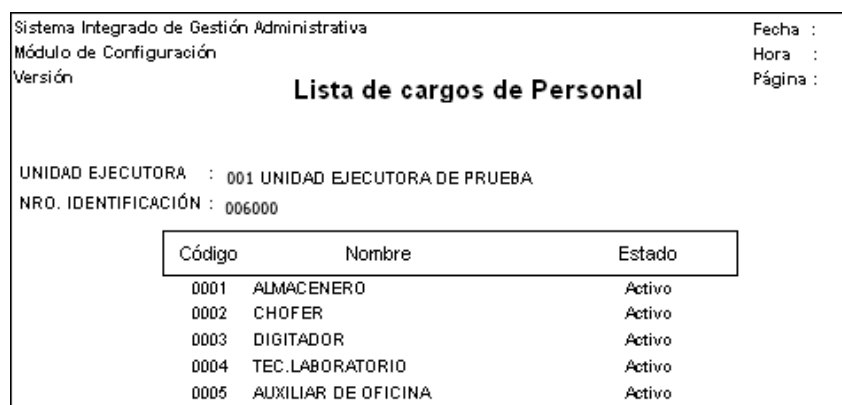 Sistema Integrado de Gestión Administrativa Fecha :
Módulo de Configuración Hora :
Versión Página :
Lista de cargos de Personal
UNIDAD EJECUTORA : 001 UNIDAD EJECUTORA DE PRUEBA
NRO. IDENTIFICACIÓN : 006000
Código Nombre Estado
0001 ALMACENERO Activo
0002 CHOFER Activo
0003 DIGITADOR Activo
0004 TEC.LABORATORIO Activo
0005 AUXILIAR DE OFICINA Activo